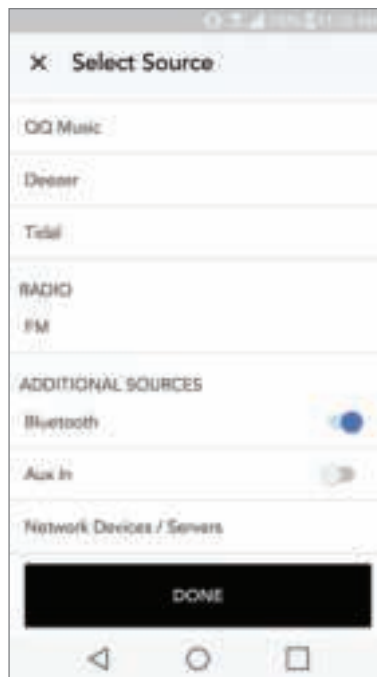 × Select Source
QQ Music
Deezer
Tidal
RADIO
FM
ADDITIONAL SOURCES
Bluetooth
Aux In
Network Devices / Servers
DONE